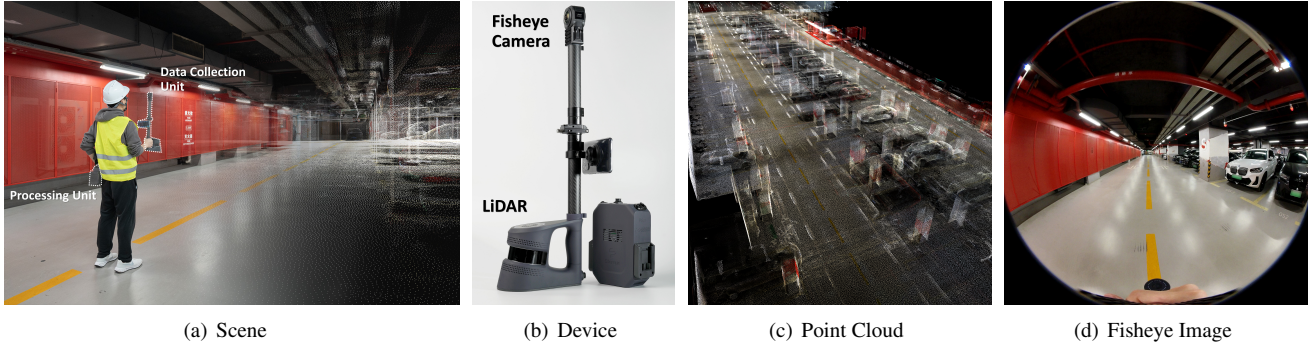 Data Collection
Unit
Processing Unit
Fisheye
Camera
LiDAR
(a) Scene
(b) Device
(c) Point Cloud
(d) Fisheye Image